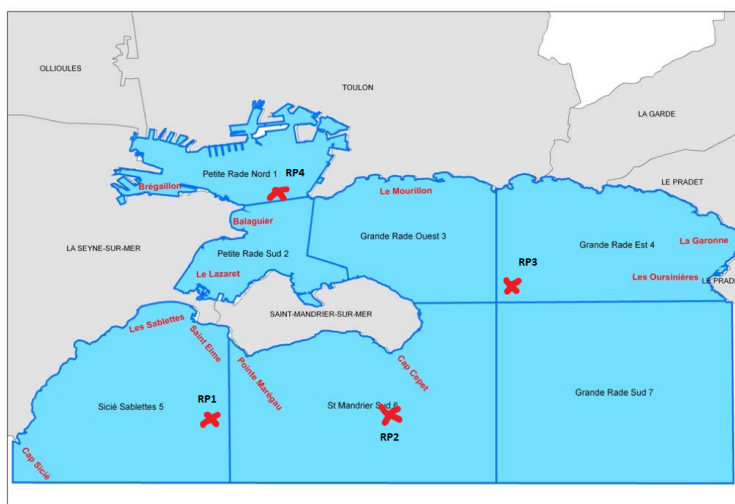 OLLIOULES
TOULON
LA GARDE
Petite Rade Nord 1
RP4
Brégaillon
Le Mourillon
LE PRADET
Balaguier
Grande Rade Ouest 3
Grande Rade Est 4
La Garonne
LA SEYNE-SUR-MER
Petite Rade Sud 2
Le Lazaret
RP3
Les Oursinières
LE PRAD
SAINT-MANDRIER-SUR-MER
Les Sablettes
Saint Elme
Pointe Marégau
Cap Cepet
RP1
Sicié Sablettes 5
St Mandrier Sud 6
RP2
Grande Rade Sud 7
Cap Sicié